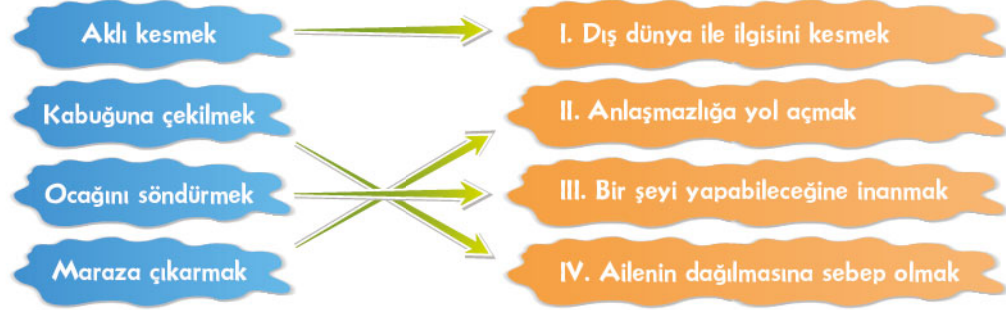 Aklı kesmek
I. Dış dünya ile ilgisini kesmek
Kabuğuna çekilmek
II. Anlaşmazlığa yol açmak
Ocağını söndürmek
III. Bir şeyi yapabileceğine inanmak
Maraza çıkarmak
IV. Ailenin dağılmasına sebep olmak